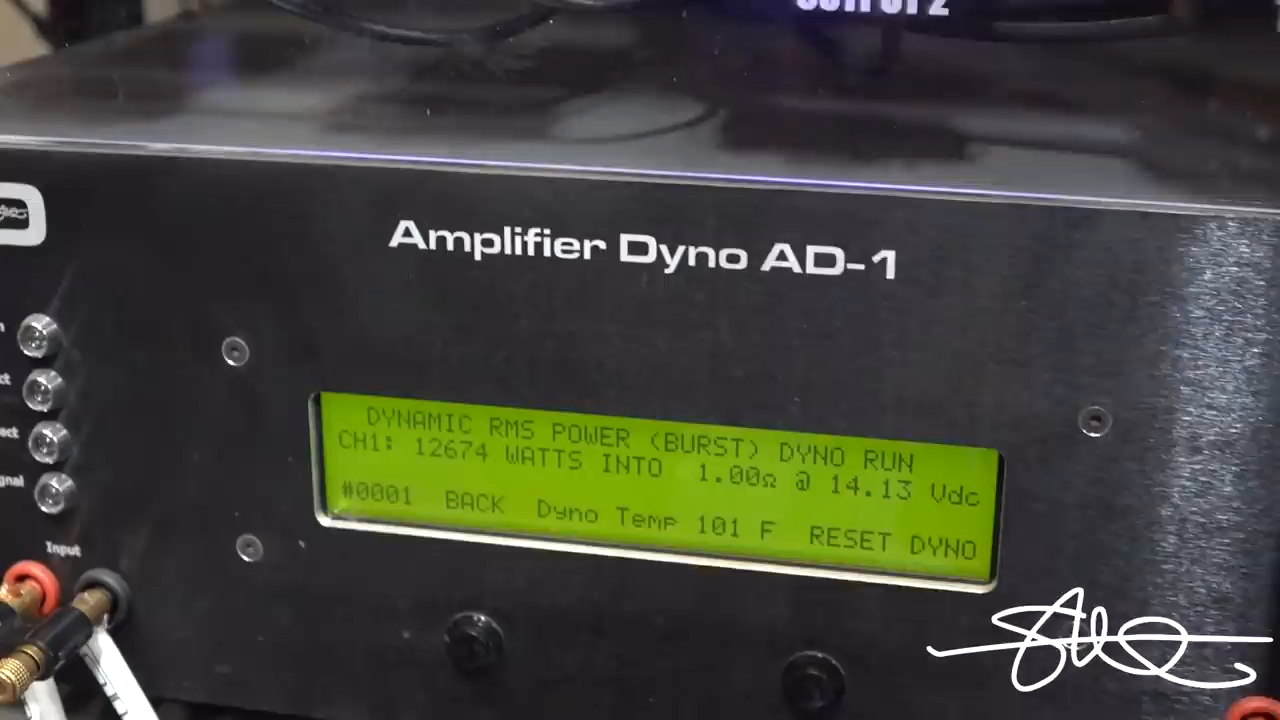 Amplifier Dyno AD-1
DYNAMIC RMS POWER (BURST) DYNO RUN
CH1: 12674 WATTS INTO 1.00Ω @ 14.13 Vdc
#0001 BACK Dyno Temp 101 F RESET DYNO
Input